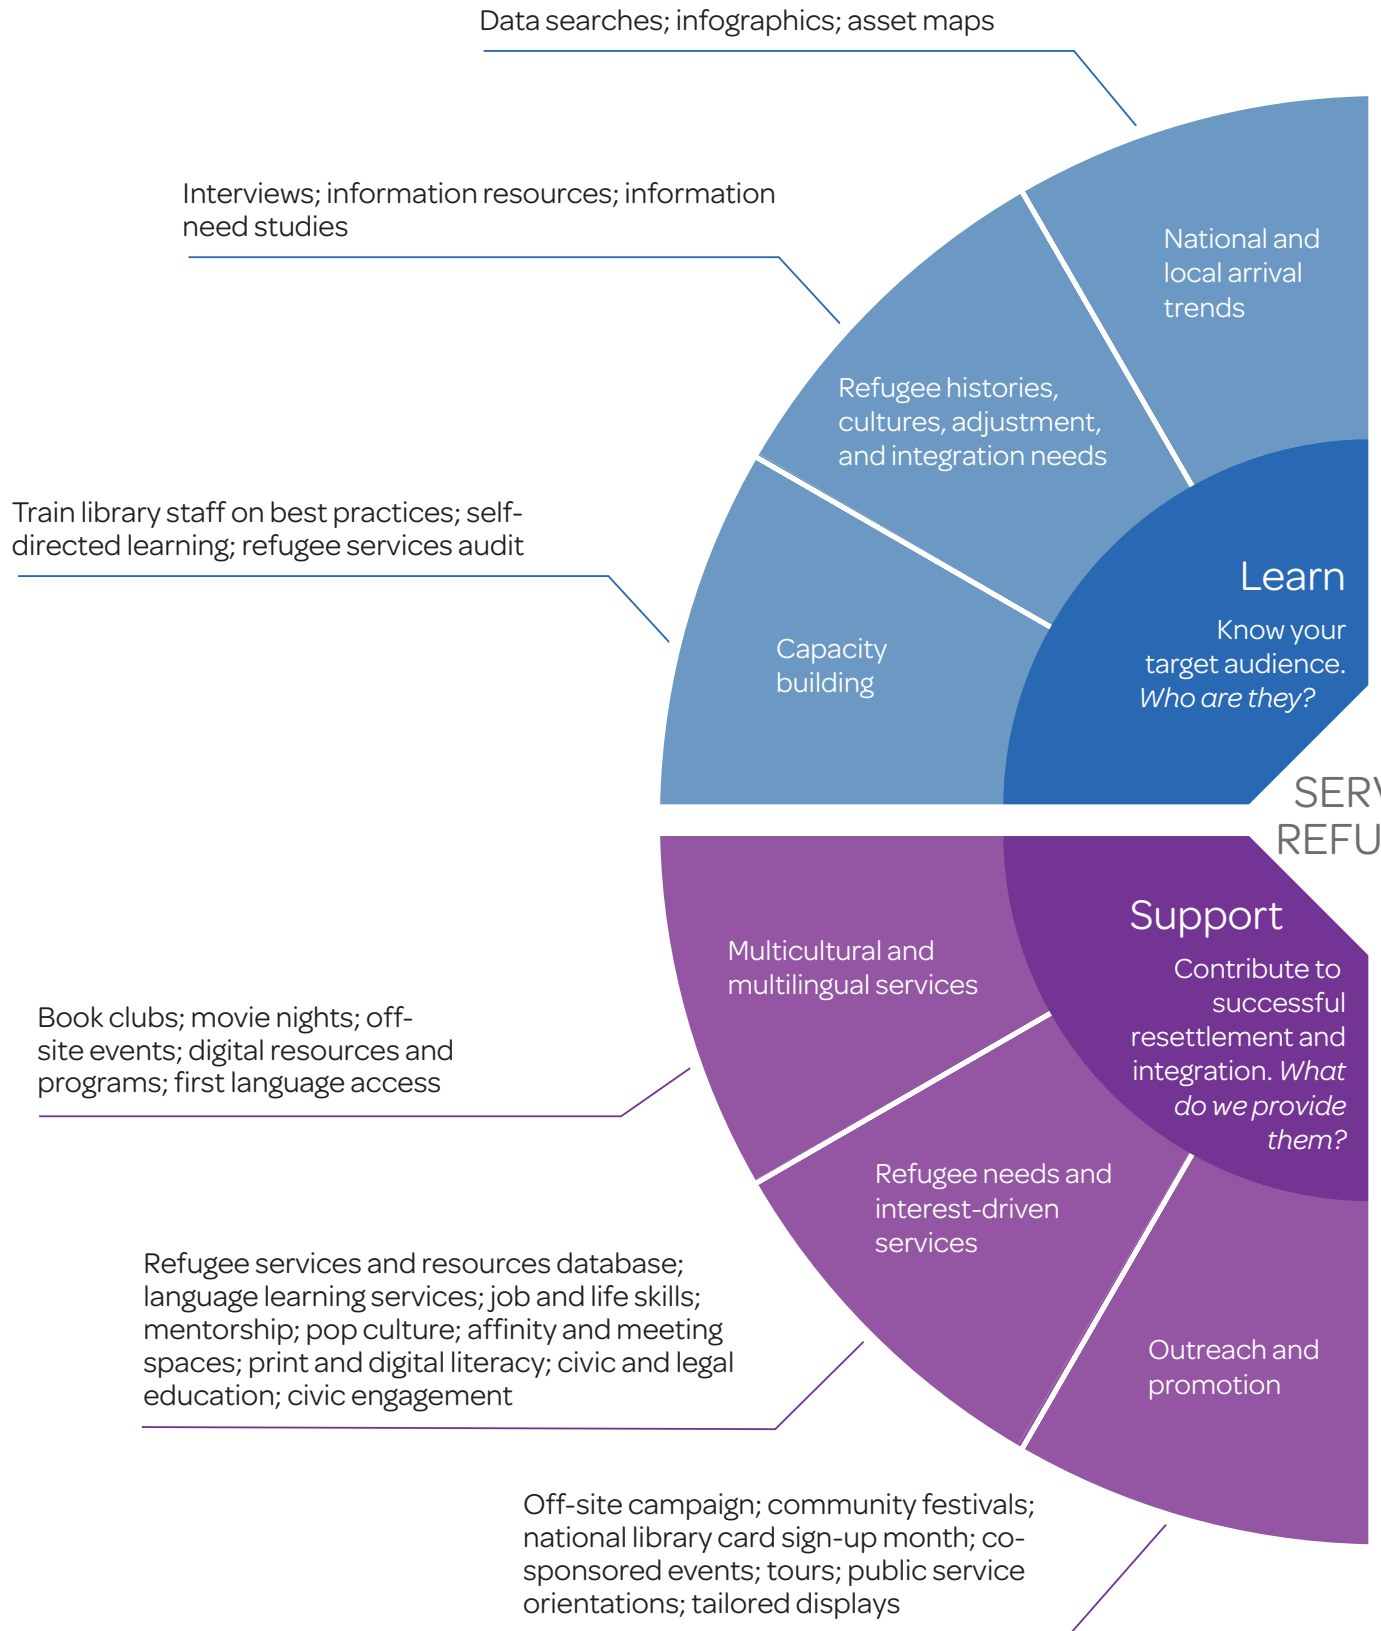 Data searches; infographics; asset maps
Interviews; information resources; information
need studies
National and
local arrival
trends
Refugee histories,
cultures, adjustment,
and integration needs
Train library staff on best practices; self-
directed learning; refugee services audit
Capacity
building
Learn
Know your
target audience.
Who are they?
SERV
REFU
Support
Contribute to
successful
resettlement and
integration. What
do we provide
them?
Multicultural and
multilingual services
Book clubs; movie nights; off-
site events; digital resources and
programs; first language access
Refugee needs and
interest-driven
services
Refugee services and resources database;
language learning services; job and life skills;
mentorship; pop culture; affinity and meeting
spaces; print and digital literacy; civic and legal
education; civic engagement
Outreach and
promotion
Off-site campaign; community festivals;
national library card sign-up month; co-
sponsored events; tours; public service
orientations; tailored displays